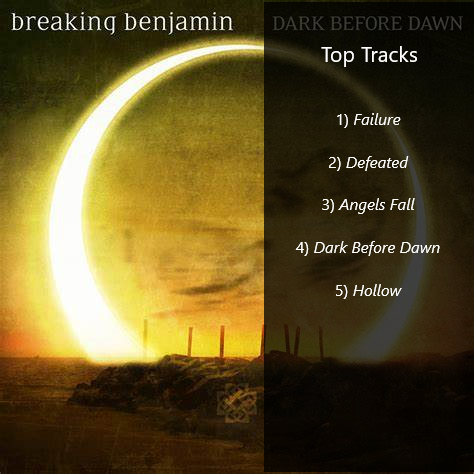 breaking benjamin
DARK BEFORE DAWN
Top Tracks
1) Failure
2) Defeated
3) Angels Fall
4) Dark Before Dawn
5) Hollow